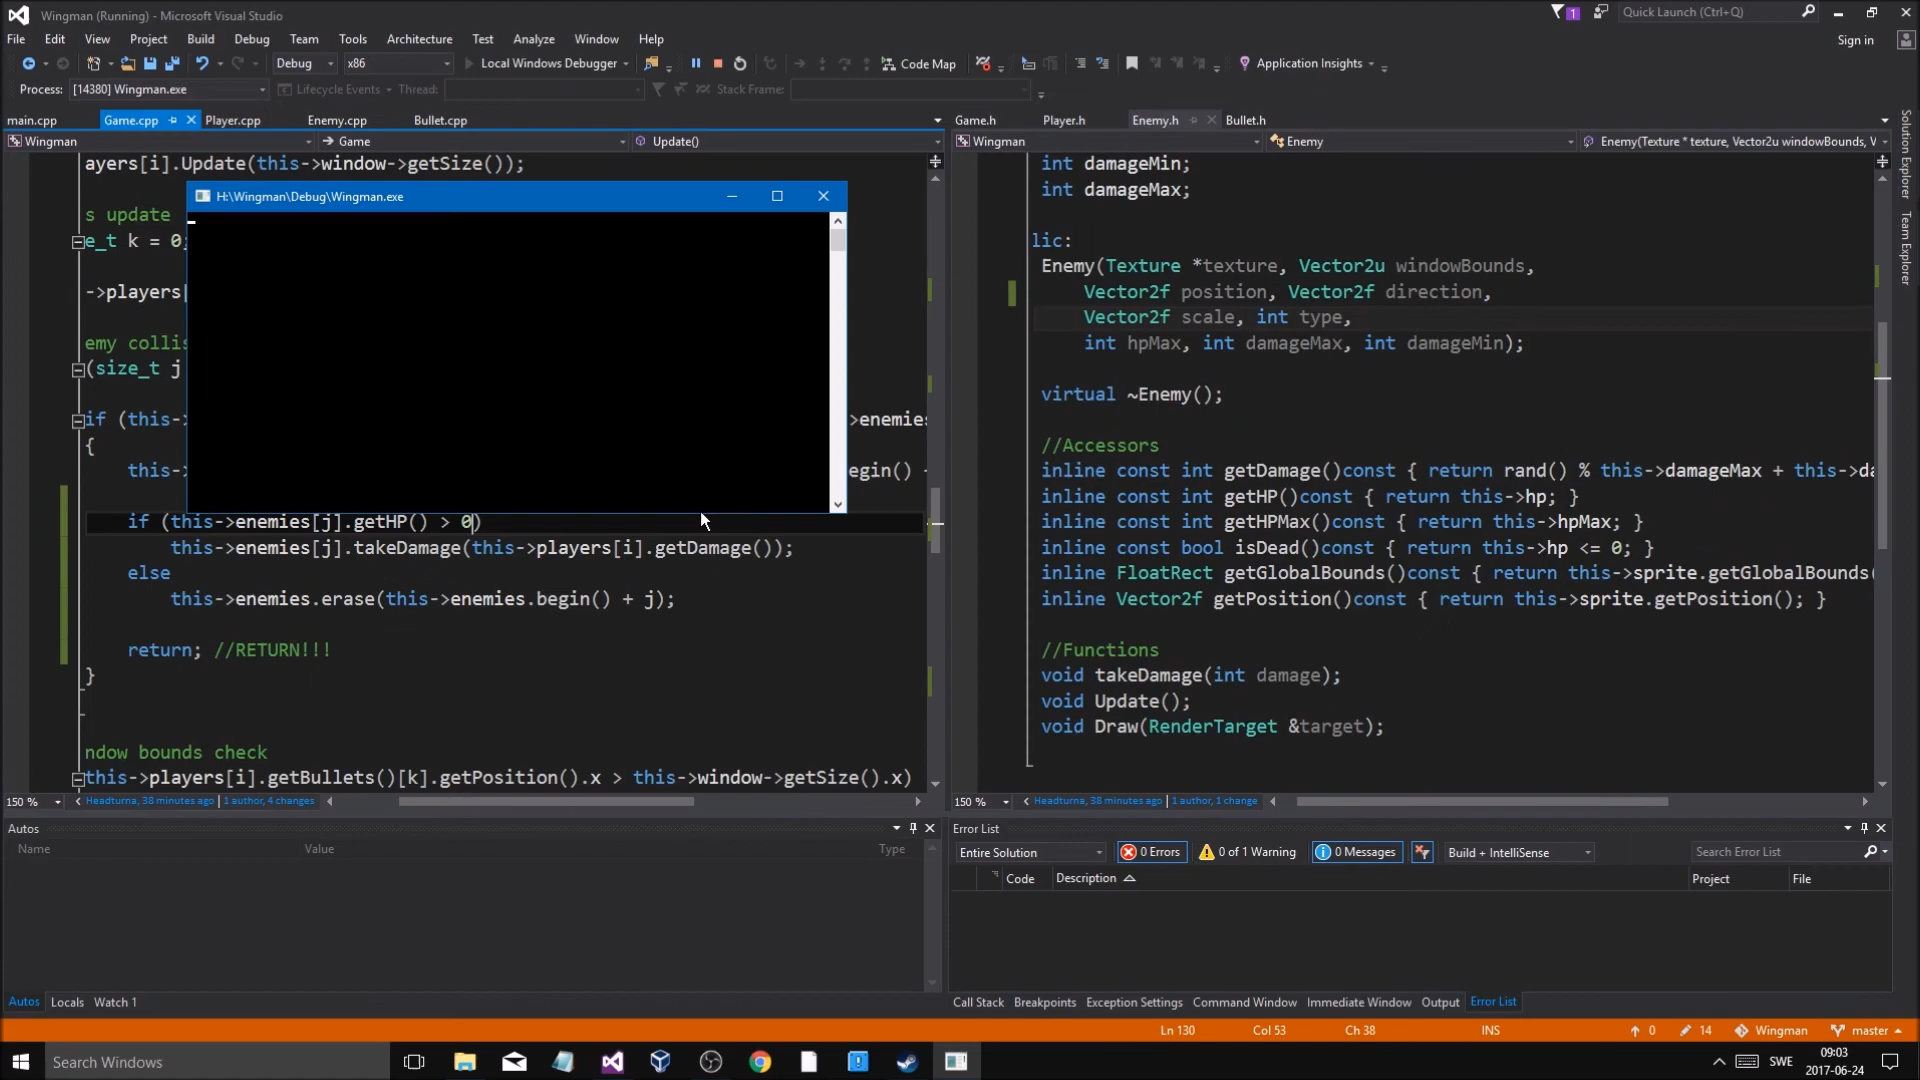 Wingman (Running) - Microsoft Visual Studio
1
Quick Launch (Ctrl+Q)
File Edit View Project Build Debug Team Tools Architecture Test Analyze Window Help
Sign in
Debug x86 Local Windows Debugger Code Map Application Insights
Process: [14380] Wingman.exe Lifecycle Events Thread: Stack Frame:
main.cpp Game.cpp Player.cpp Enemy.cpp Bullet.cpp
Wingman Game Update()
ayers[i].Update(this->window->getSize());
s update
e_t k = 0;
->players[
emy collis
(size_t j
if (this-> >enemies
{
this-> egin() -
if (this->enemies[j].getHP() > 0)
this->enemies[j].takeDamage(this->players[i].getDamage());
else
this->enemies.erase(this->enemies.begin() + j);
return; //RETURN!!!
}
ndow bounds check
this->players[i].getBullets()[k].getPosition().x > this->window->getSize().x)
150 % Headturna, 38 minutes ago | 1 author, 4 changes
H:\Wingman\Debug\Wingman.exe
Game.h Player.h Enemy.h Bullet.h
Wingman Enemy Enemy(Texture * texture, Vector2u windowBounds, V
int damageMin;
int damageMax;
lic:
Enemy(Texture *texture, Vector2u windowBounds,
Vector2f position, Vector2f direction,
Vector2f scale, int type,
int hpMax, int damageMax, int damageMin);
virtual ~Enemy();
//Accessors
inline const int getDamage()const { return rand() % this->damageMax + this->da
inline const int getHP()const { return this->hp; }
inline const int getHPMax()const { return this->hpMax; }
inline const bool isDead()const { return this->hp <= 0; }
inline FloatRect getGlobalBounds()const { return this->sprite.getGlobalBounds(
inline Vector2f getPosition()const { return this->sprite.getPosition(); }
//Functions
void takeDamage(int damage);
void Update();
void Draw(RenderTarget &target);
150 % Headturna, 38 minutes ago | 1 author, 1 change
Solution Explorer
Team Explorer
Autos
Name Value Type
Autos Locals Watch 1
Error List
Entire Solution 0 Errors 0 of 1 Warning 0 Messages Build + IntelliSense Search Error List
Code Description Project File
Call Stack Breakpoints Exception Settings Command Window Immediate Window Output Error List
Ln 130 Col 53 Ch 38 INS 0 14 Wingman master
Search Windows
SWE
09:03
2017-06-24